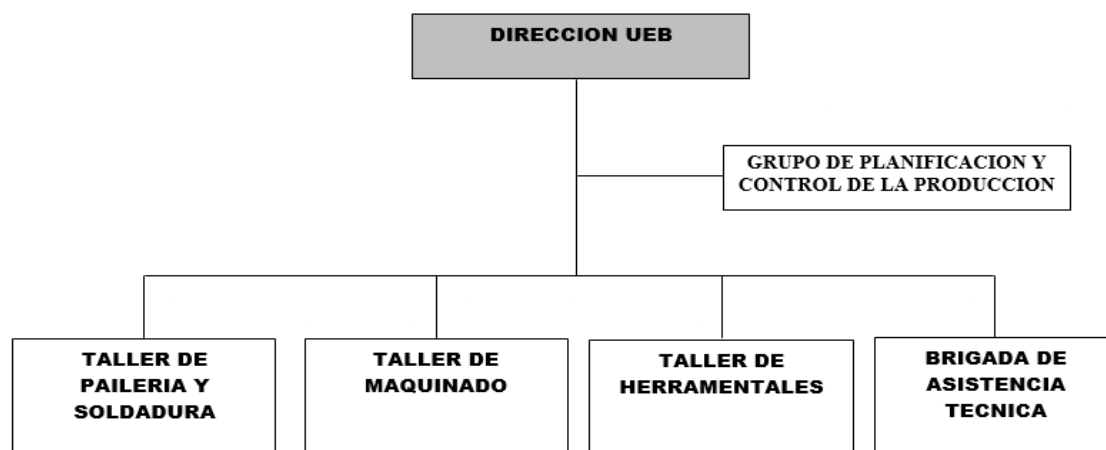 DIRECCION UEB
GRUPO DE PLANIFICACION Y
CONTROL DE LA PRODUCCION
TALLER DE
PAILERIA Y
SOLDADURA
TALLER DE
MAQUINADO
TALLER DE
HERRAMENTALES
BRIGADA DE
ASISTENCIA
TECNICA